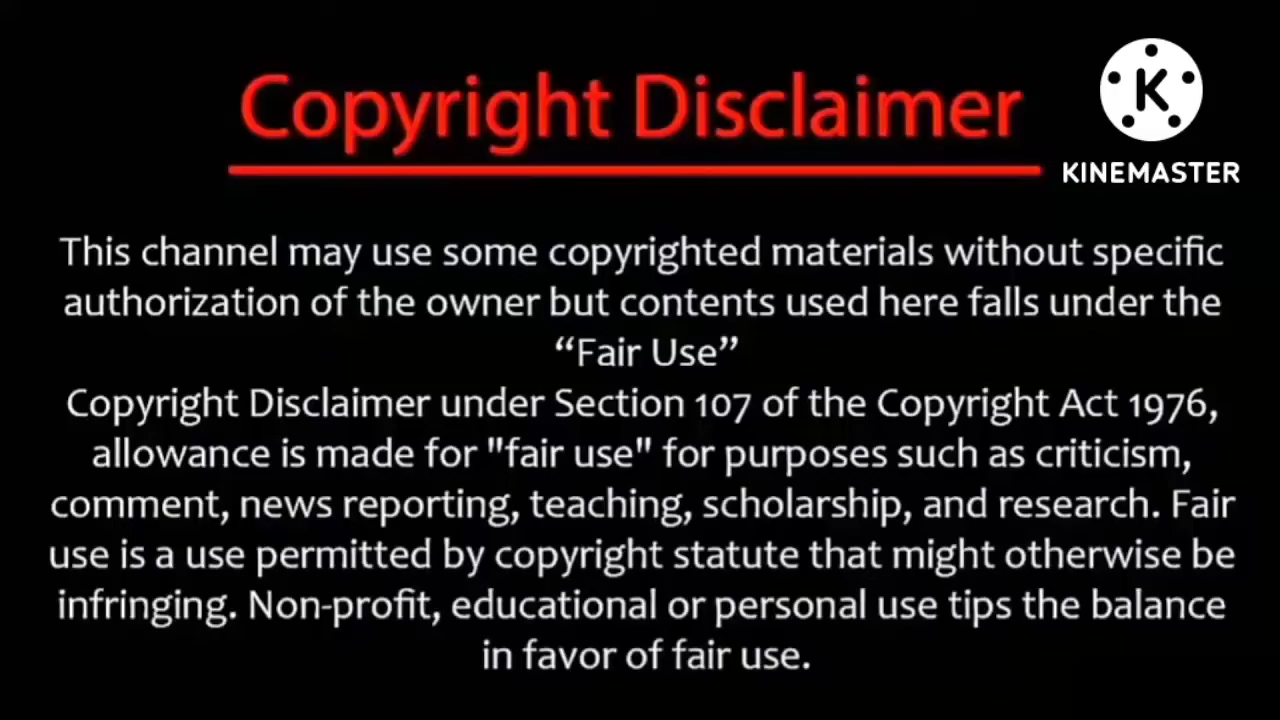 Copyright Disclaimer
K
KINEMASTER
This channel may use some copyrighted materials without specific
authorization of the owner but contents used here falls under the
“Fair Use”
Copyright Disclaimer under Section 107 of the Copyright Act 1976,
allowance is made for "fair use" for purposes such as criticism,
comment, news reporting, teaching, scholarship, and research. Fair
use is a use permitted by copyright statute that might otherwise be
infringing. Non-profit, educational or personal use tips the balance
in favor of fair use.